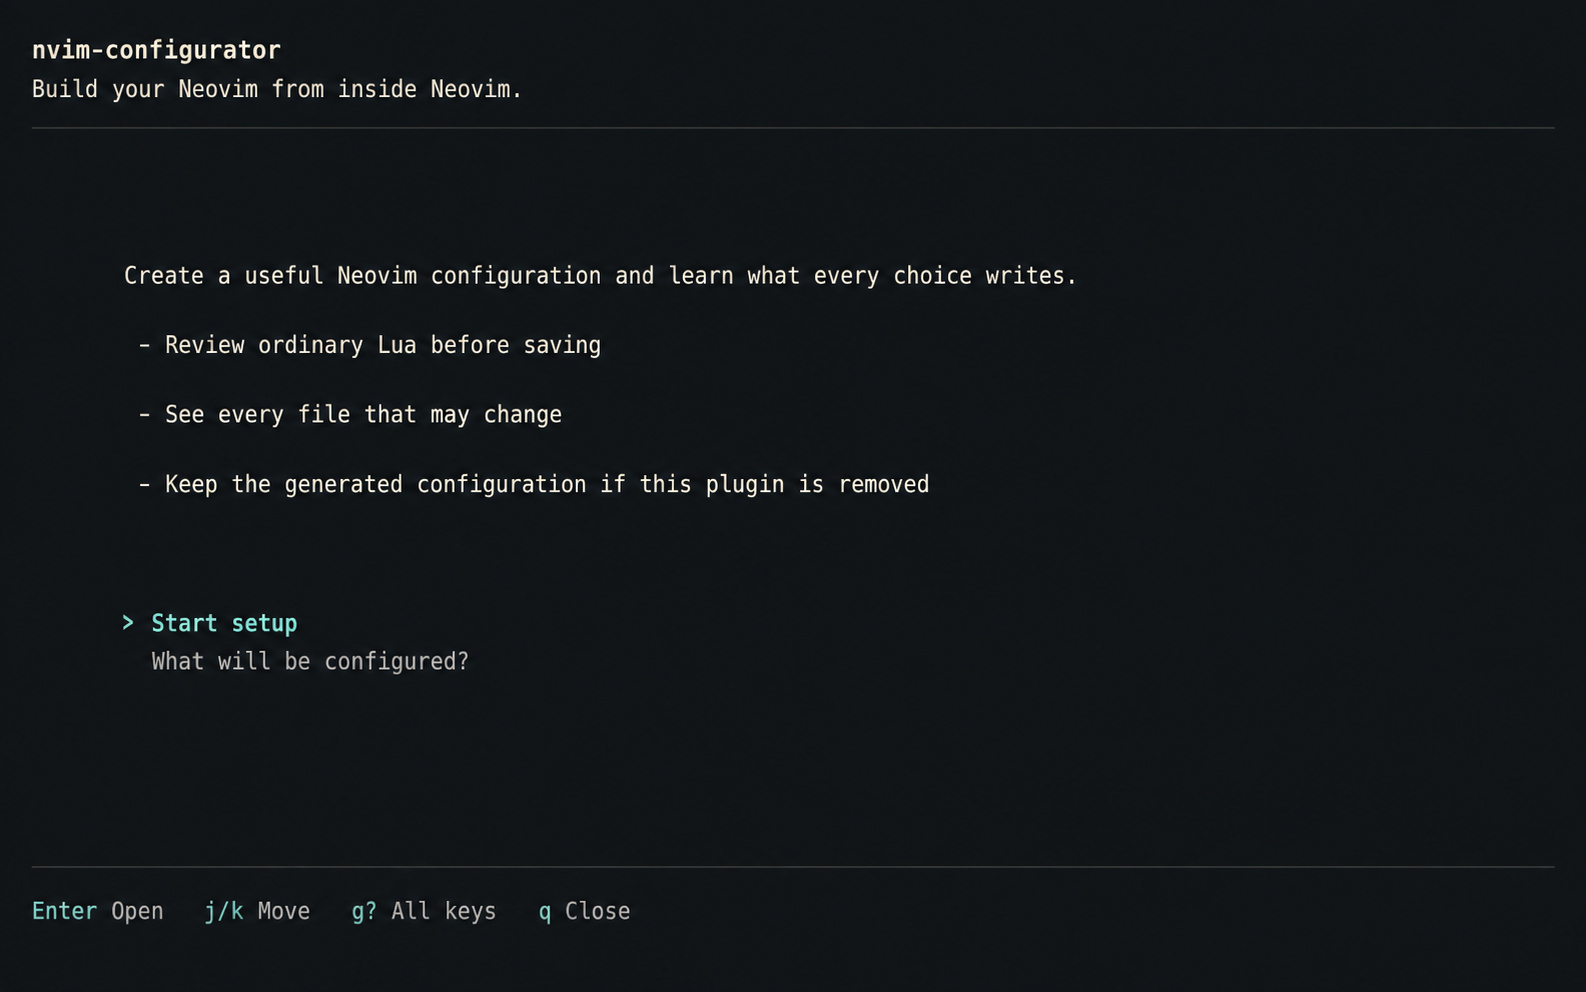 nvim-configurator
Build your Neovim from inside Neovim.
Create a useful Neovim configuration and learn what every choice writes.
- Review ordinary Lua before saving
- See every file that may change
- Keep the generated configuration if this plugin is removed
> Start setup
What will be configured?
Enter Open j/k Move g? All keys q Close